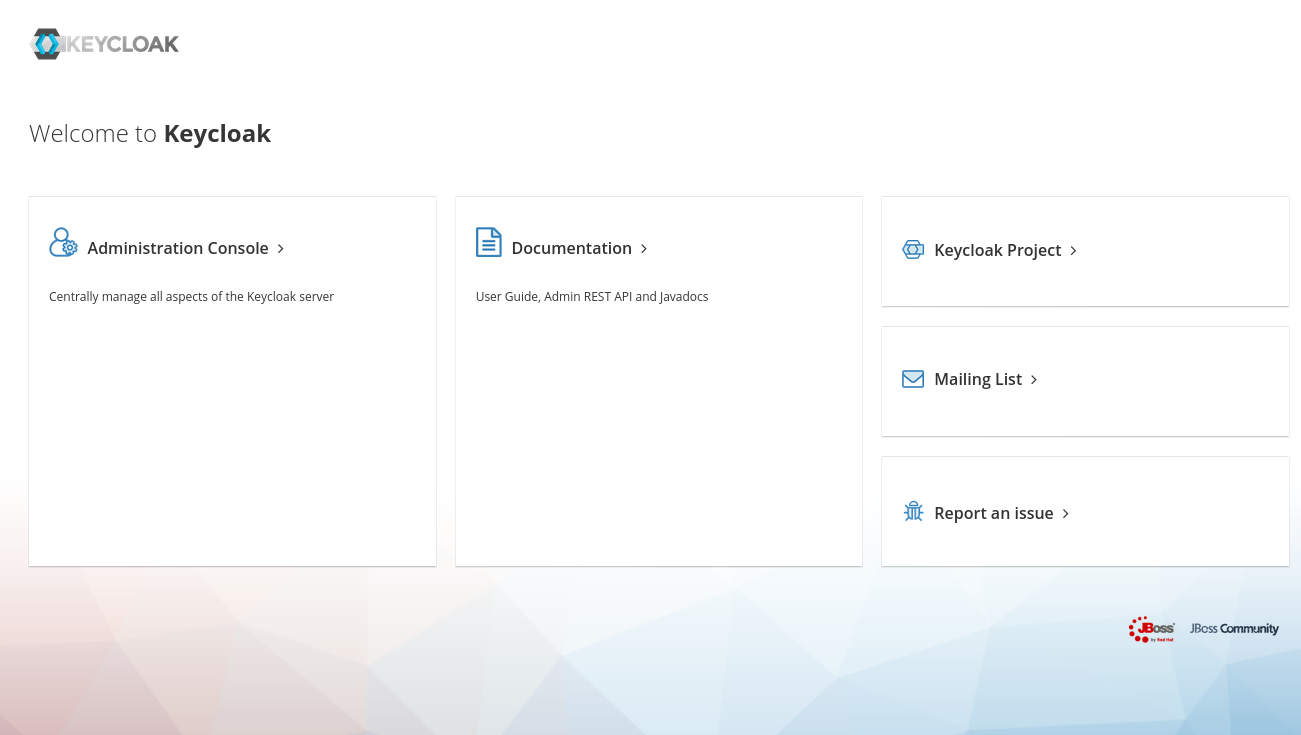 KEYCLOAK
Welcome to Keycloak
Administration Console
Centrally manage all aspects of the Keycloak server
Documentation
User Guide, Admin REST API and Javadocs
Keycloak Project
Mailing List
Report an issue
JBoss by Red Hat
JBoss Community